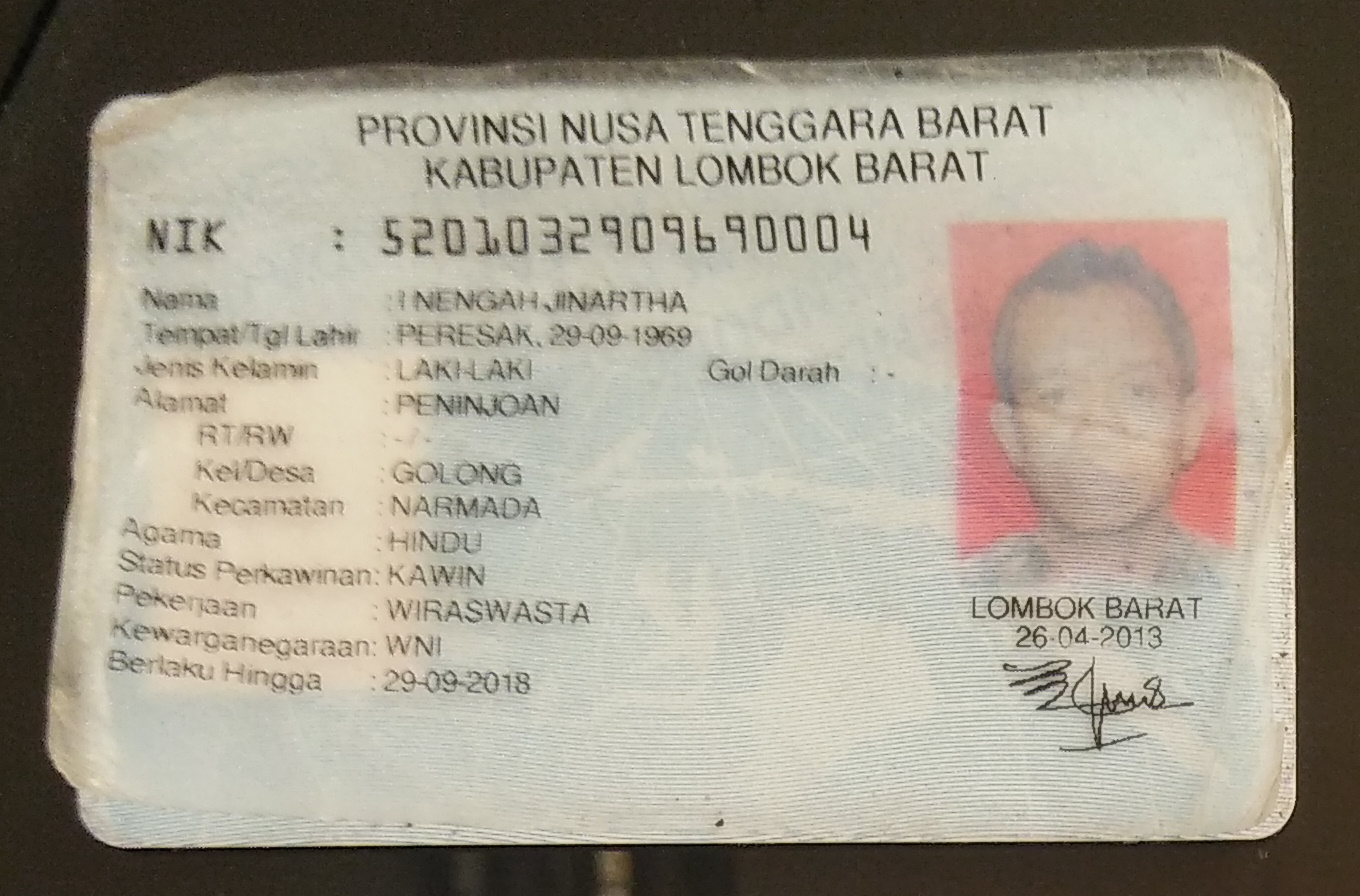 PROVINSI NUSA TENGGARA BARAT
KABUPATEN LOMBOK BARAT
NIK : 5201032909690004
Nama : I NENGAH JINARTHA
Tempat/Tgl Lahir : PERESAK, 29-09-1969
Jenis Kelamin : LAKI-LAKI Gol Darah : -
Alamat : PENINJOAN
RT/RW : -/-
Kel/Desa : GOLONG
Kecamatan : NARMADA
Agama : HINDU
Status Perkawinan: KAWIN
Pekerjaan : WIRASWASTA
Kewarganegaraan: WNI
Berlaku Hingga : 29-09-2018
LOMBOK BARAT
26-04-2013